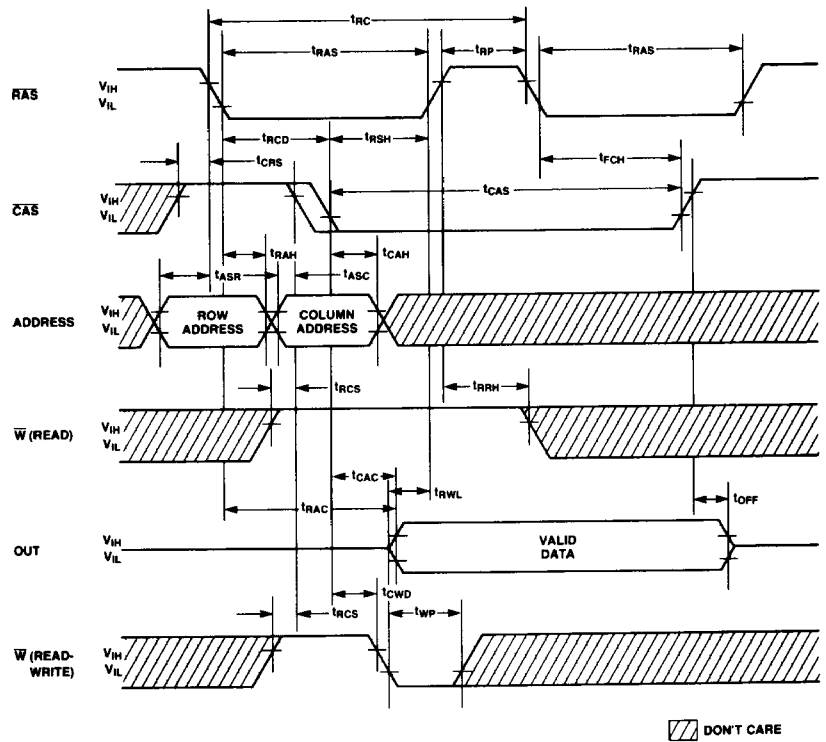 tRC
tRAS
tRP
tRAS
RAS
VIH
VIL
tRCD
tRSH
tCRS
tFCH
tCAS
CAS
VIH
VIL
tRAH
tCAH
tASR
tASC
ADDRESS
VIH
VIL
ROW
ADDRESS
COLUMN
ADDRESS
tRCS
tRRH
W (READ)
VIH
VIL
tCAC
tRWL
tRAC
tOFF
OUT
VIH
VIL
VALID
DATA
tCWD
tRCS
tWP
W (READ-
WRITE)
VIH
VIL
DON'T CARE